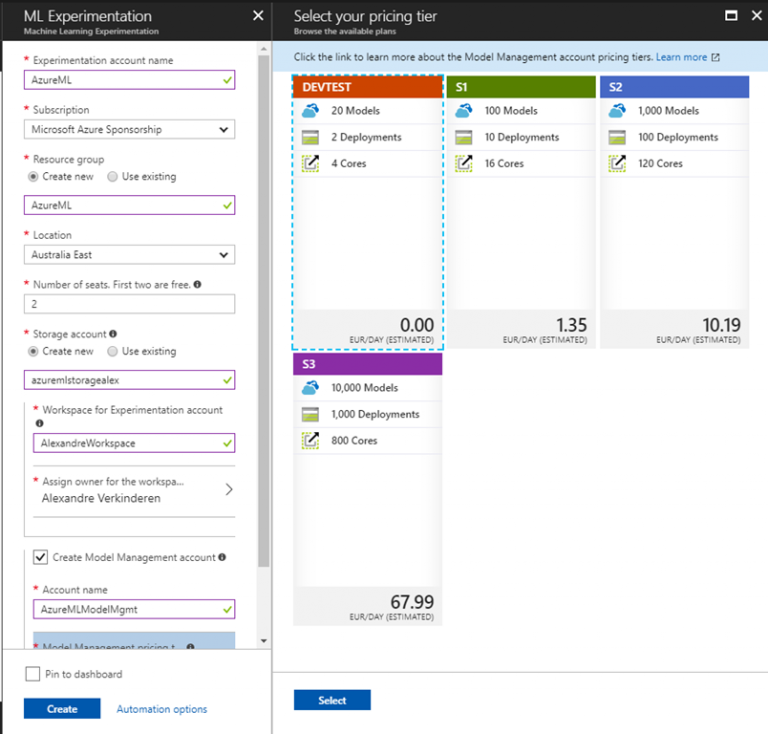 ML Experimentation
Machine Learning Experimentation
* Experimentation account name
AzureML
* Subscription
Microsoft Azure Sponsorship
* Resource group
Create new Use existing
AzureML
* Location
Australia East
* Number of seats. First two are free.
2
* Storage account
Create new Use existing
azuremlstoragealex
* Workspace for Experimentation account
AlexandreWorkspace
* Assign owner for the workspa...
Alexandre Verkinderen
Create Model Management account
* Account name
AzureMLModelMgmt
* Model Management pricing t...
Pin to dashboard
Create Automation options
Select your pricing tier
Browse the available plans
Click the link to learn more about the Model Management account pricing tiers. Learn more
DEVTEST
20 Models
2 Deployments
4 Cores
0.00
EUR/DAY (ESTIMATED)
S1
100 Models
10 Deployments
16 Cores
1.35
EUR/DAY (ESTIMATED)
S2
1,000 Models
100 Deployments
120 Cores
10.19
EUR/DAY (ESTIMATED)
S3
10,000 Models
1,000 Deployments
800 Cores
67.99
EUR/DAY (ESTIMATED)
Select